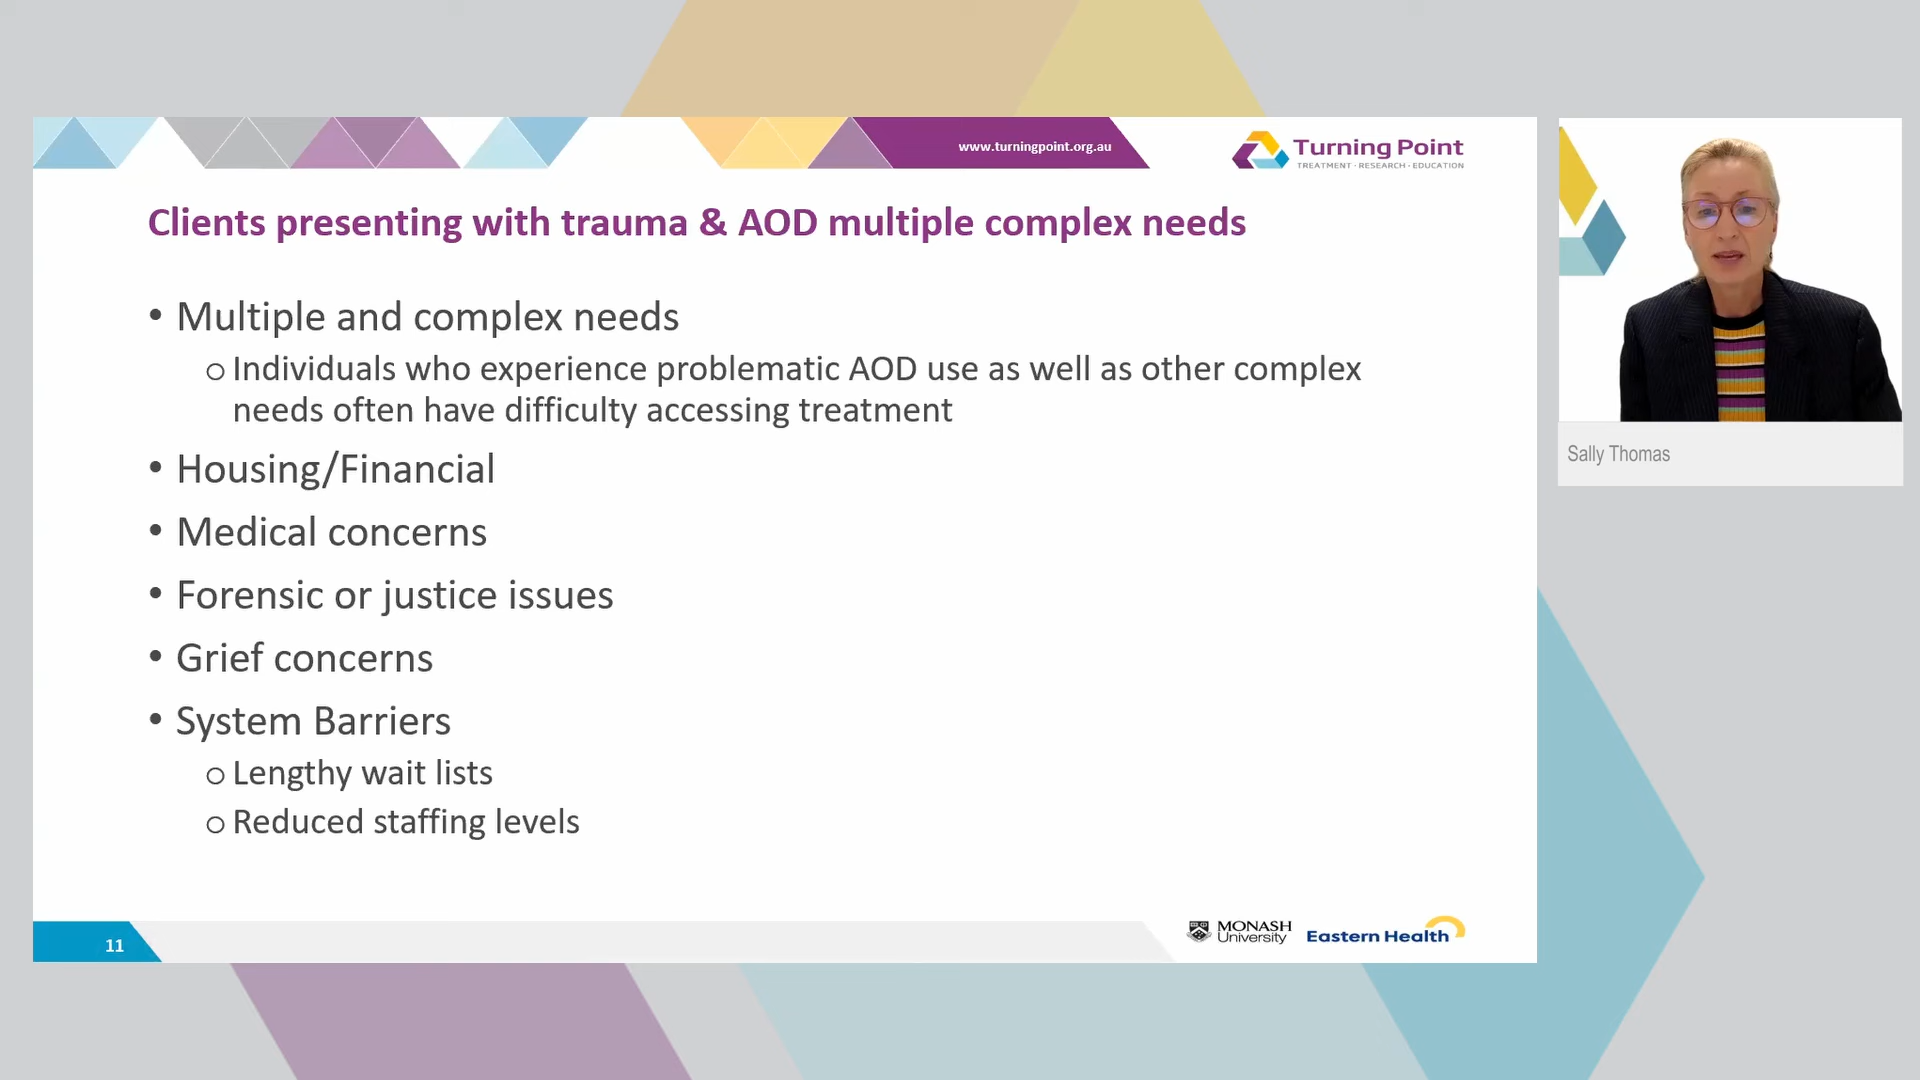 www.turningpoint.org.au
Turning Point
TREATMENT · RESEARCH · EDUCATION
Clients presenting with trauma & AOD multiple complex needs
• Multiple and complex needs
o Individuals who experience problematic AOD use as well as other complex
needs often have difficulty accessing treatment
• Housing/Financial
• Medical concerns
• Forensic or justice issues
• Grief concerns
• System Barriers
o Lengthy wait lists
o Reduced staffing levels
Sally Thomas
11
MONASH
University
Eastern Health